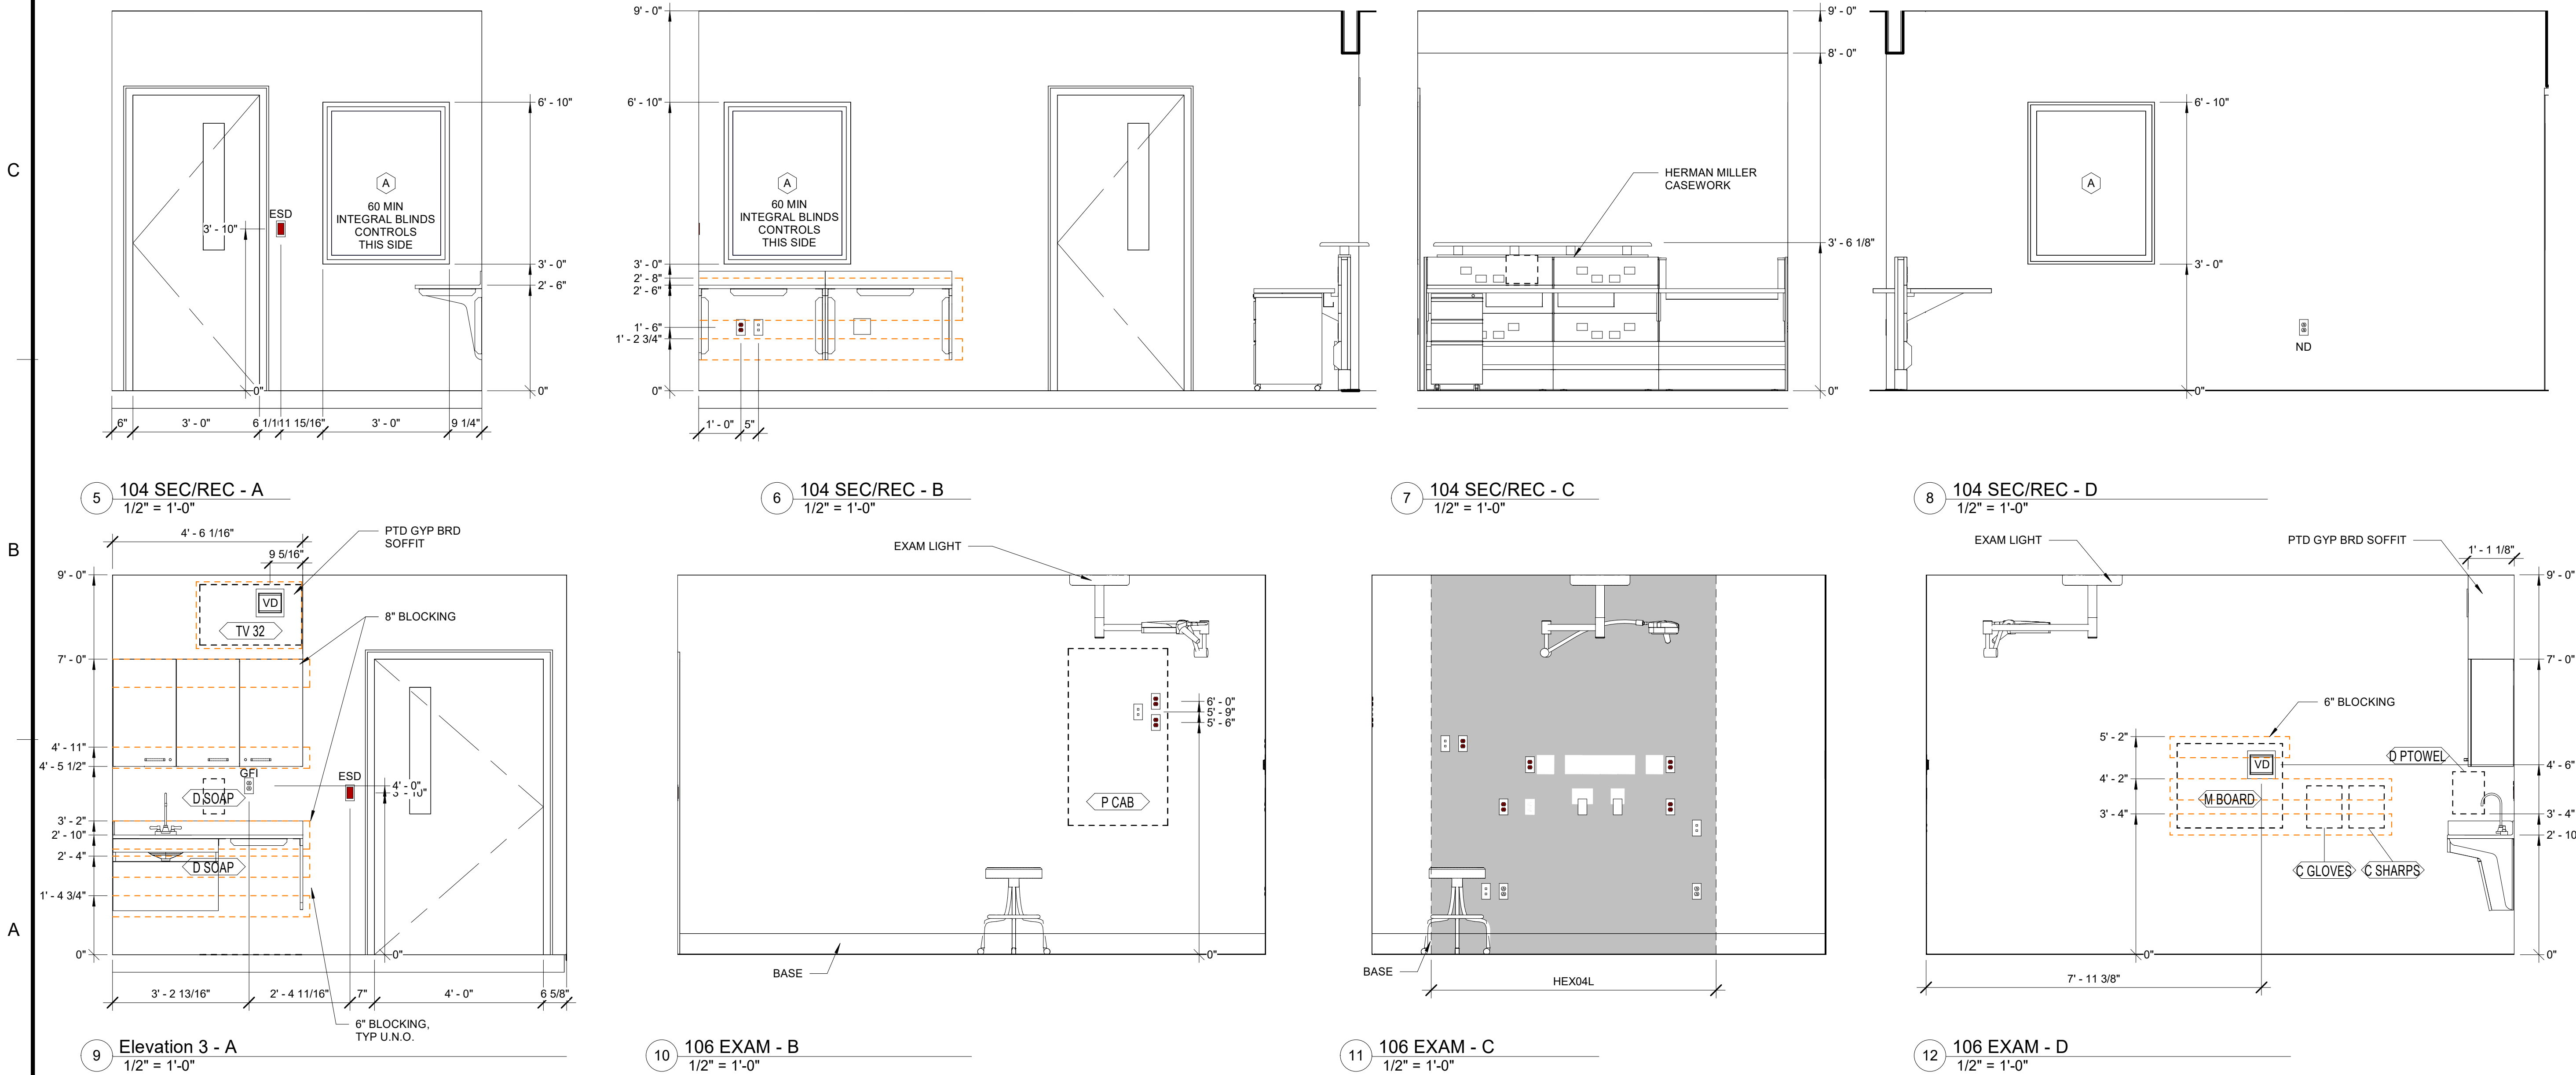 C
B
A
6' - 10"
3' - 0"
2' - 6"
0"
ESD
3' - 10"
0"
A
60 MIN
INTEGRAL BLINDS
CONTROLS
THIS SIDE
6"
3' - 0"
11 15/16"
3' - 0"
9 1/4"
5
104 SEC/REC - A
1/2" = 1'-0"
9' - 0"
6' - 10"
3' - 0"
2' - 8"
2' - 6"
1' - 6"
1' - 2 3/4"
0"
A
60 MIN
INTEGRAL BLINDS
CONTROLS
THIS SIDE
1' - 0"
5"
6
104 SEC/REC - B
1/2" = 1'-0"
HERMAN MILLER
CASEWORK
9' - 0"
8' - 0"
3' - 6 1/8"
0"
7
104 SEC/REC - C
1/2" = 1'-0"
A
6' - 10"
3' - 0"
0"
ND
8
104 SEC/REC - D
1/2" = 1'-0"
4' - 6 1/16"
9 5/16"
PTD GYP BRD
SOFFIT
9' - 0"
7' - 0"
4' - 11"
4' - 5 1/2"
3' - 2"
2' - 10"
2' - 4"
1' - 4 3/4"
0"
VD
TV 32
8" BLOCKING
GFI
D SOAP
D SOAP
ESD
4' - 0"
3' - 10"
0"
3' - 2 13/16"
2' - 4 11/16"
7"
4' - 0"
6 5/8"
6" BLOCKING,
TYP U.N.O.
9
Elevation 3 - A
1/2" = 1'-0"
EXAM LIGHT
6' - 0"
5' - 9"
5' - 6"
P CAB
BASE
0"
10
106 EXAM - B
1/2" = 1'-0"
BASE
HEX04L
11
106 EXAM - C
1/2" = 1'-0"
EXAM LIGHT
PTD GYP BRD SOFFIT
1' - 1 1/8"
9' - 0"
7' - 0"
4' - 6"
3' - 4"
2' - 10"
0"
6" BLOCKING
5' - 2"
4' - 2"
3' - 4"
0"
VD
M BOARD
D PTOWEL
C GLOVES
C SHARPS
7' - 11 3/8"
12
106 EXAM - D
1/2" = 1'-0"